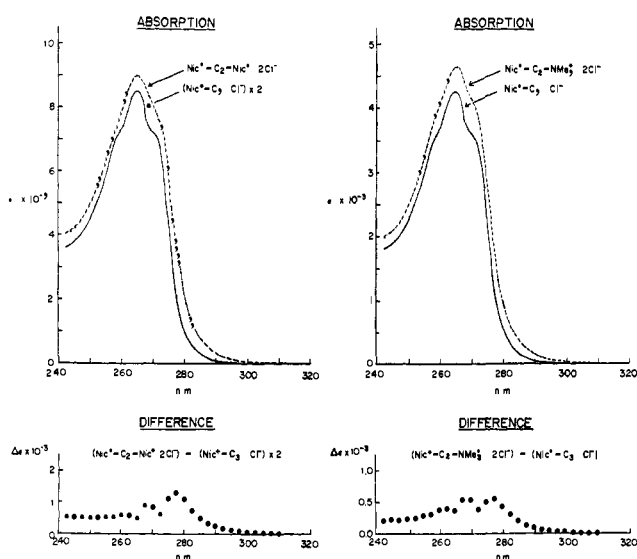 ABSORPTION
10
8
6
4
2
0
× 10⁻³
Nic⁺–C₂–Nic⁺ 2Cl⁻
(Nic⁺–C₃ Cl⁻) x 2
240 260 280 300 320
nm
DIFFERENCE
Δε x 10⁻³
(Nic⁺–C₂–Nic⁺ 2Cl⁻) – (Nic⁺–C₃ Cl⁻) x 2
2
1
0
240 260 280 300 320
nm
ABSORPTION
5
4
3
2
1
0
ε × 10⁻³
Nic⁺–C₂–NMe₃⁺ 2Cl⁻
Nic⁺–C₃ Cl⁻
240 260 280 300 320
nm
DIFFERENCE
Δε x 10⁻³
(Nic⁺–C₂–NMe₃⁺ 2Cl⁻) – (Nic⁺–C₃ Cl⁻)
1.0
0.5
0
240 260 280 300 320
nm